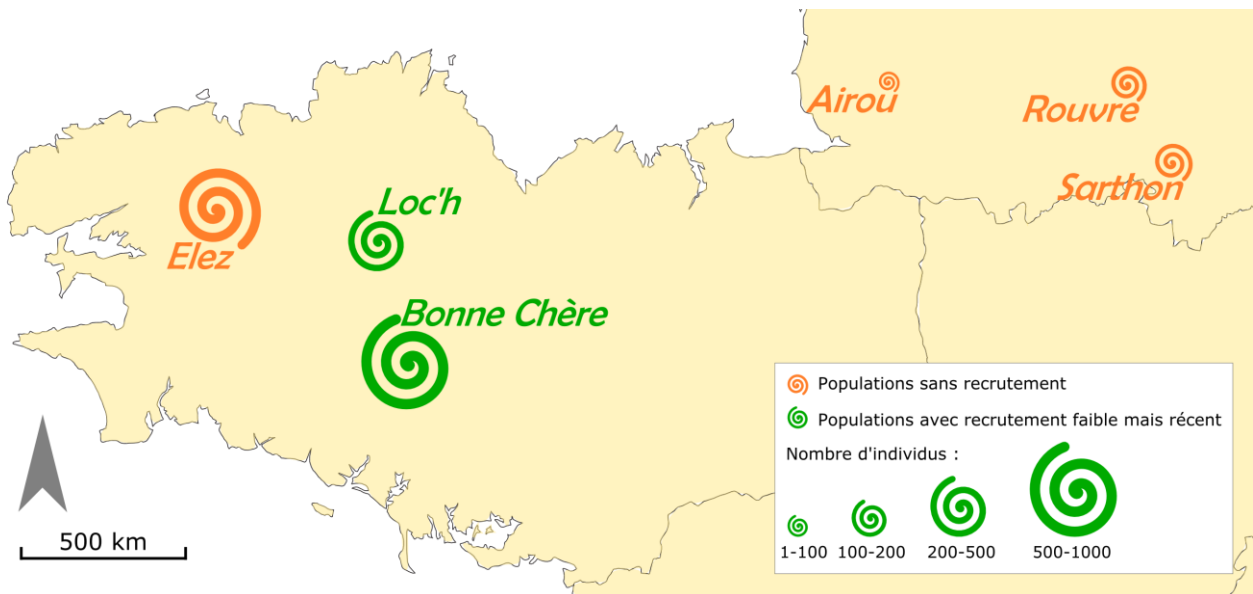 Airou
Rouvre
Sarthon
Loc'h
Elez
Bonne Chère
Populations sans recrutement
Populations avec recrutement faible mais récent
Nombre d'individus :
1-100 100-200 200-500 500-1000
500 km